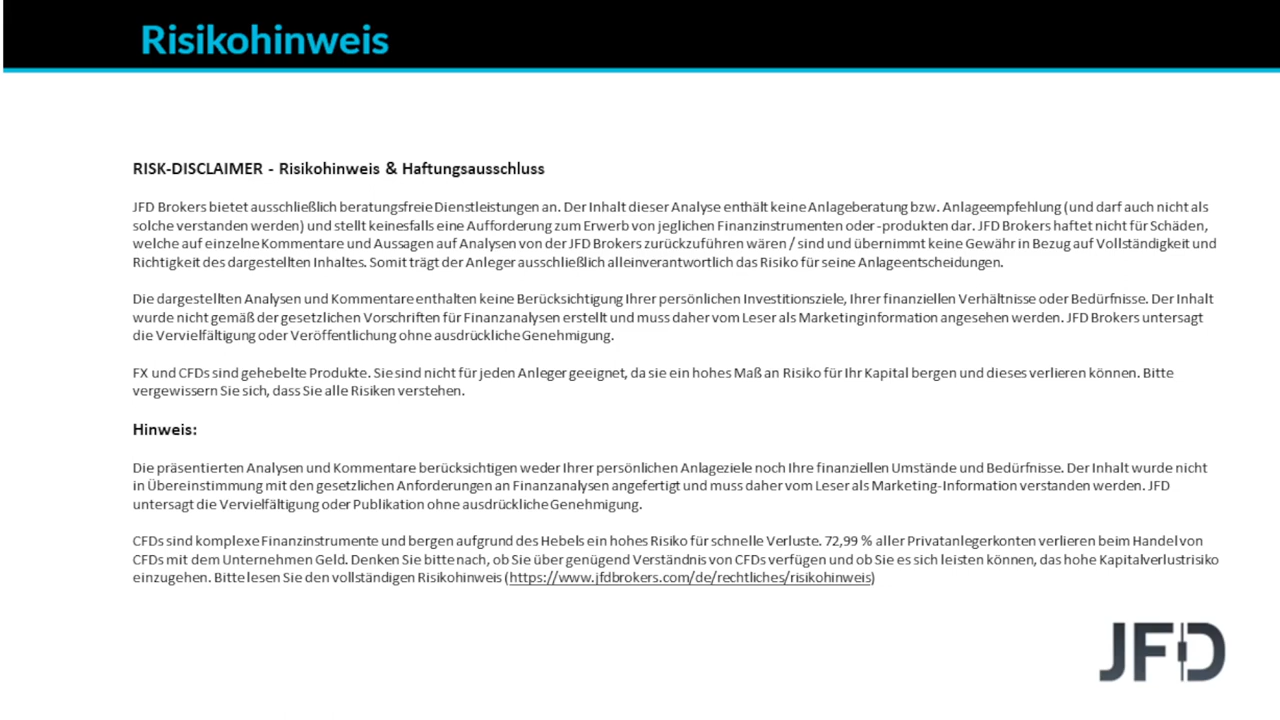 Risikohinweis
RISK-DISCLAIMER - Risikohinweis & Haftungsausschluss
JFD Brokers bietet ausschließlich beratungsfreie Dienstleistungen an. Der Inhalt dieser Analyse enthält keine Anlageberatung bzw. Anlageempfehlung (und darf auch nicht als
solche verstanden werden) und stellt keinesfalls eine Aufforderung zum Erwerb von jeglichen Finanzinstrumenten oder -produkten dar. JFD Brokers haftet nicht für Schäden,
welche auf einzelne Kommentare und Aussagen auf Analysen von der JFD Brokers zurückzuführen wären / sind und übernimmt keine Gewähr in Bezug auf Vollständigkeit und
Richtigkeit des dargestellten Inhaltes. Somit trägt der Anleger ausschließlich alleinverantwortlich das Risiko für seine Anlageentscheidungen.
Die dargestellten Analysen und Kommentare enthalten keine Berücksichtigung Ihrer persönlichen Investitionsziele, Ihrer finanziellen Verhältnisse oder Bedürfnisse. Der Inhalt
wurde nicht gemäß der gesetzlichen Vorschriften für Finanzanalysen erstellt und muss daher vom Leser als Marketinginformation angesehen werden. JFD Brokers untersagt
die Vervielfältigung oder Veröffentlichung ohne ausdrückliche Genehmigung.
FX und CFDs sind gehebelte Produkte. Sie sind nicht für jeden Anleger geeignet, da sie ein hohes Maß an Risiko für Ihr Kapital bergen und dieses verlieren können. Bitte
vergewissern Sie sich, dass Sie alle Risiken verstehen.
Hinweis:
Die präsentierten Analysen und Kommentare berücksichtigen weder Ihrer persönlichen Anlageziele noch Ihre finanziellen Umstände und Bedürfnisse. Der Inhalt wurde nicht
in Übereinstimmung mit den gesetzlichen Anforderungen an Finanzanalysen angefertigt und muss daher vom Leser als Marketing-Information verstanden werden. JFD
untersagt die Vervielfältigung oder Publikation ohne ausdrückliche Genehmigung.
CFDs sind komplexe Finanzinstrumente und bergen aufgrund des Hebels ein hohes Risiko für schnelle Verluste. 72,99 % aller Privatanlegerkonten verlieren beim Handel von
CFDs mit dem Unternehmen Geld. Denken Sie bitte nach, ob Sie über genügend Verständnis von CFDs verfügen und ob Sie es sich leisten können, das hohe Kapitalverlustrisiko
einzugehen. Bitte lesen Sie den vollständigen Risikohinweis (https://www.jfdbrokers.com/de/rechtliches/risikohinweis)
JFD